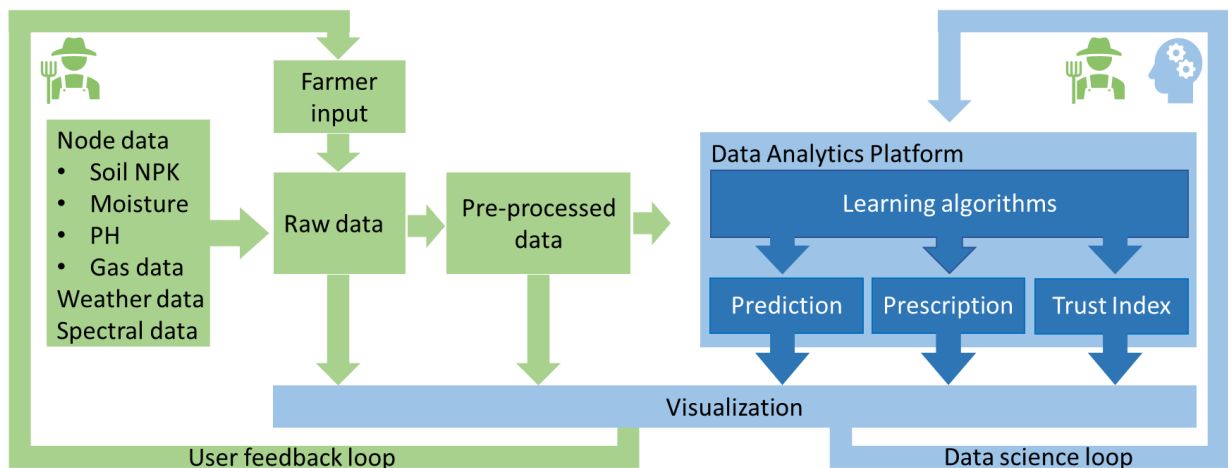 Farmer
input
Node data
• Soil NPK
• Moisture
• PH
• Gas data
Weather data
Spectral data
Raw data
Pre-processed
data
Data Analytics Platform
Learning algorithms
Prediction
Prescription
Trust Index
Visualization
User feedback loop
Data science loop